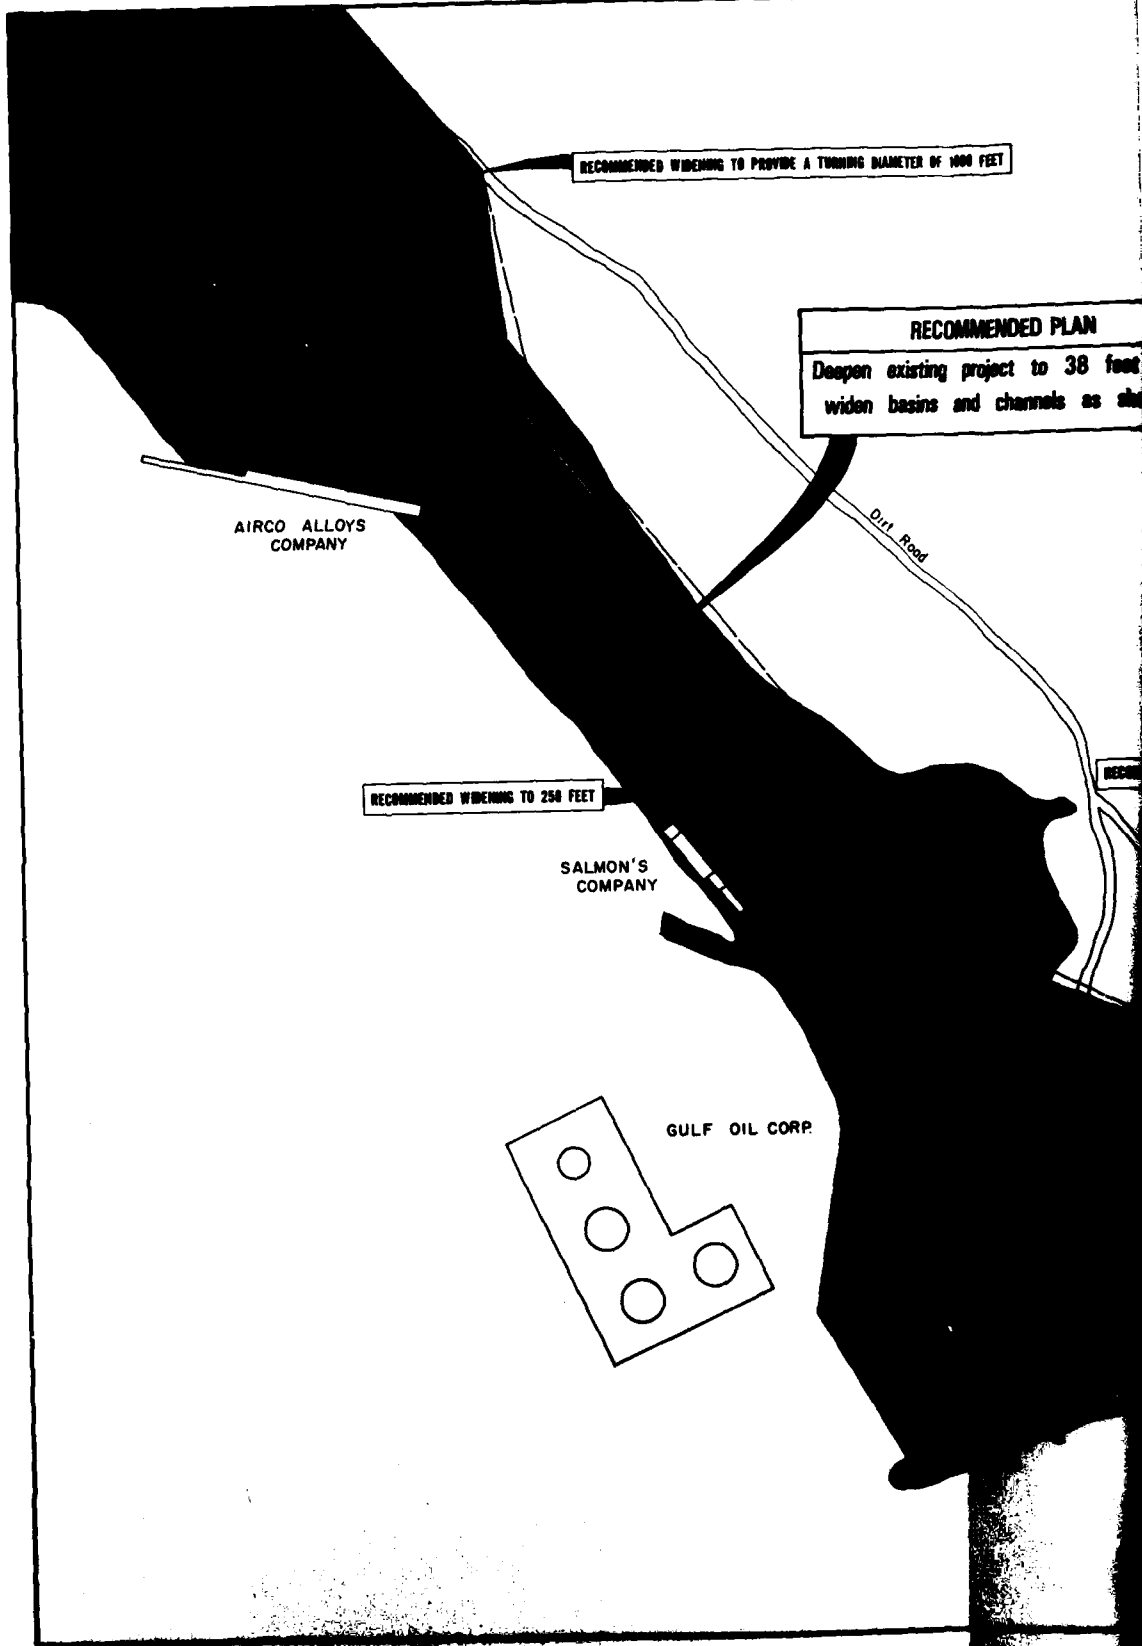 RECOMMENDED WIDENING TO PROVIDE A TURNING DIAMETER OF 1000 FEET
RECOMMENDED PLAN
Deepen existing project to 38 feet
widen basins and channels as
Dirt Road
AIRCO ALLOYS
COMPANY
RECOMMENDED WIDENING TO 250 FEET
SALMON'S
COMPANY
GULF OIL CORP.